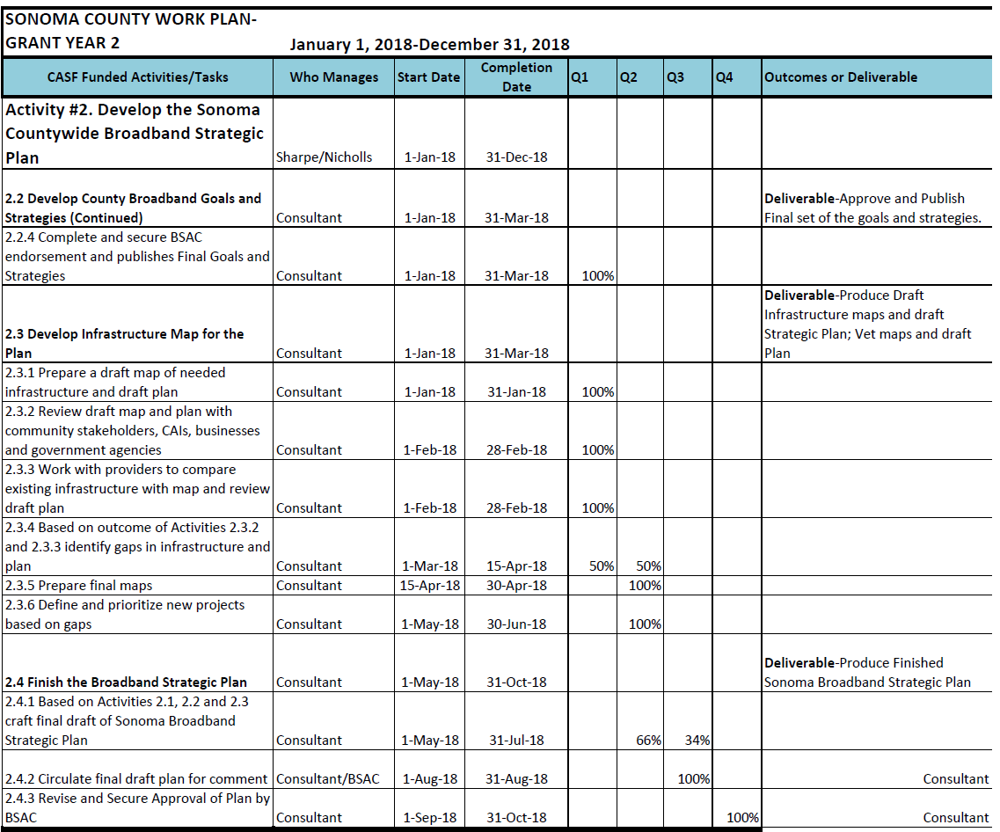 SONOMA COUNTY WORK PLAN-
GRANT YEAR 2 January 1, 2018-December 31, 2018
CASF Funded Activities/Tasks Who Manages Start Date Completion Date Q1 Q2 Q3 Q4 Outcomes or Deliverable
Activity #2. Develop the Sonoma
Countywide Broadband Strategic
Plan Sharpe/Nicholls 1-Jan-18 31-Dec-18
2.2 Develop County Broadband Goals and Deliverable-Approve and Publish
Strategies (Continued) Consultant 1-Jan-18 31-Mar-18 Final set of the goals and strategies.
2.2.4 Complete and secure BSAC
endorsement and publishes Final Goals and
Strategies Consultant 1-Jan-18 31-Mar-18 100%
Deliverable-Produce Draft
Infrastructure maps and draft
2.3 Develop Infrastructure Map for the Strategic Plan; Vet maps and draft
Plan Consultant 1-Jan-18 31-Mar-18 Plan
2.3.1 Prepare a draft map of needed
infrastructure and draft plan Consultant 1-Jan-18 31-Jan-18 100%
2.3.2 Review draft map and plan with
community stakeholders, CAIs, businesses
and government agencies Consultant 1-Feb-18 28-Feb-18 100%
2.3.3 Work with providers to compare
existing infrastructure with map and review
draft plan Consultant 1-Feb-18 28-Feb-18 100%
2.3.4 Based on outcome of Activities 2.3.2
and 2.3.3 identify gaps in infrastructure and
plan Consultant 1-Mar-18 15-Apr-18 50% 50%
2.3.5 Prepare final maps Consultant 15-Apr-18 30-Apr-18 100%
2.3.6 Define and prioritize new projects
based on gaps Consultant 1-May-18 30-Jun-18 100%
Deliverable-Produce Finished
2.4 Finish the Broadband Strategic Plan Consultant 1-May-18 31-Oct-18 Sonoma Broadband Strategic Plan
2.4.1 Based on Activities 2.1, 2.2 and 2.3
craft final draft of Sonoma Broadband
Strategic Plan Consultant 1-May-18 31-Jul-18 66% 34%
2.4.2 Circulate final draft plan for comment Consultant/BSAC 1-Aug-18 31-Aug-18 100% Consultant
2.4.3 Revise and Secure Approval of Plan by
BSAC Consultant 1-Sep-18 31-Oct-18 100% Consultant